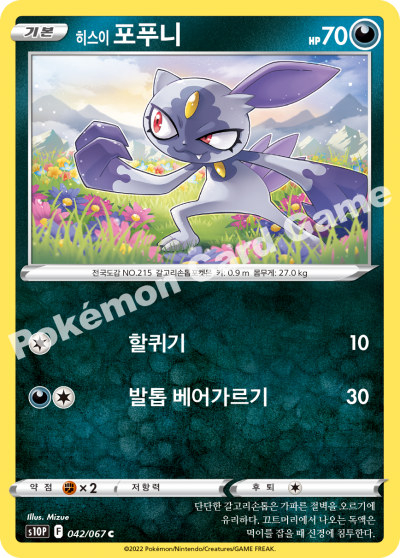 기본 히스이 포푸니 HP 70
전국도감 NO.215 갈고리손톱포켓몬 키: 0.9 m 몸무게: 27.0 kg
Pokémon Card Game
할퀴기 10
발톱 베어가르기 30
약점 ×2 저항력 후퇴
Illus. Mizue
단단한 갈고리손톱은 가파른 절벽을 오르기에
s10P F 042/067 C
유리하다. 끄트머리에서 나오는 독액은
먹이를 잡을 때 신경에 침투한다.
©2022 Pokémon/Nintendo/Creatures/GAME FREAK.